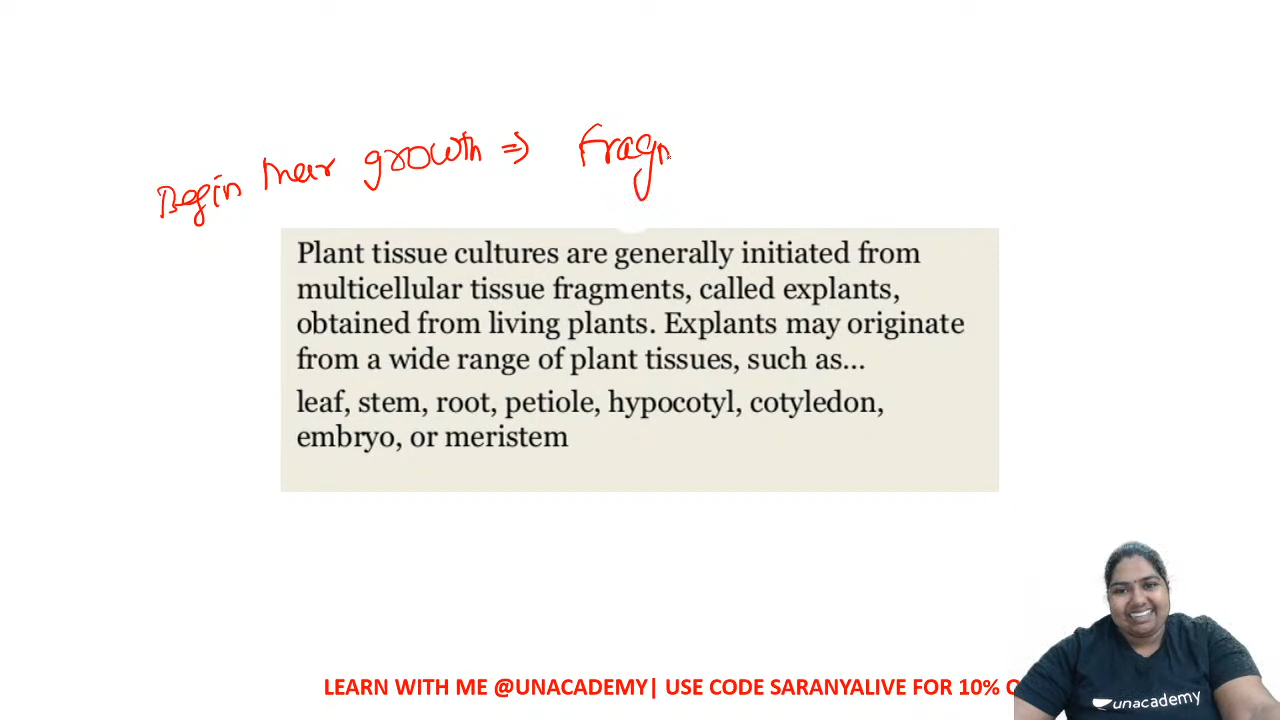 Begin their growth ⇒ Fragm
Plant tissue cultures are generally initiated from
multicellular tissue fragments, called explants,
obtained from living plants. Explants may originate
from a wide range of plant tissues, such as...
leaf, stem, root, petiole, hypocotyl, cotyledon,
embryo, or meristem
LEARN WITH ME @UNACADEMY| USE CODE SARANYALIVE FOR 10% O
unacademy